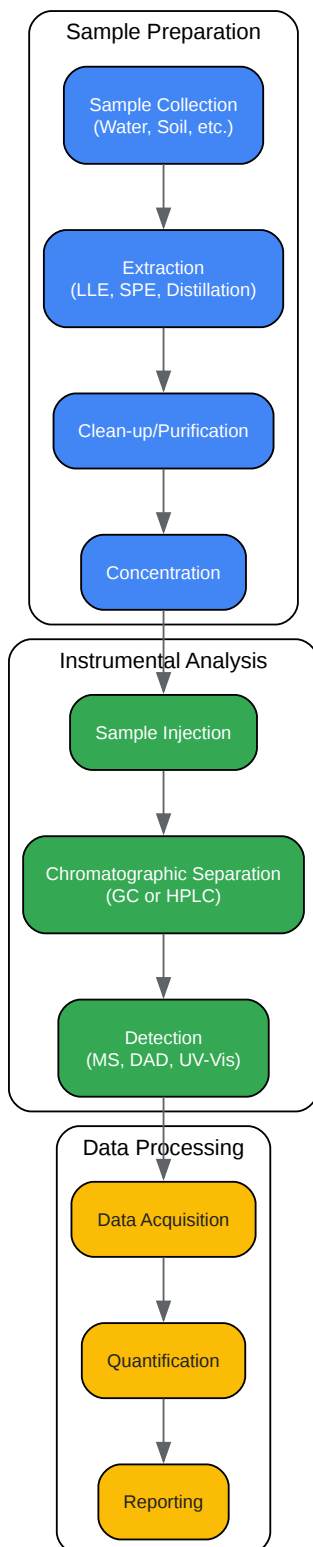 Sample Preparation
Sample Collection
(Water, Soil, etc.)
Extraction
(LLE, SPE, Distillation)
Clean-up/Purification
Concentration
Instrumental Analysis
Sample Injection
Chromatographic Separation
(GC or HPLC)
Detection
(MS, DAD, UV-Vis)
Data Processing
Data Acquisition
Quantification
Reporting